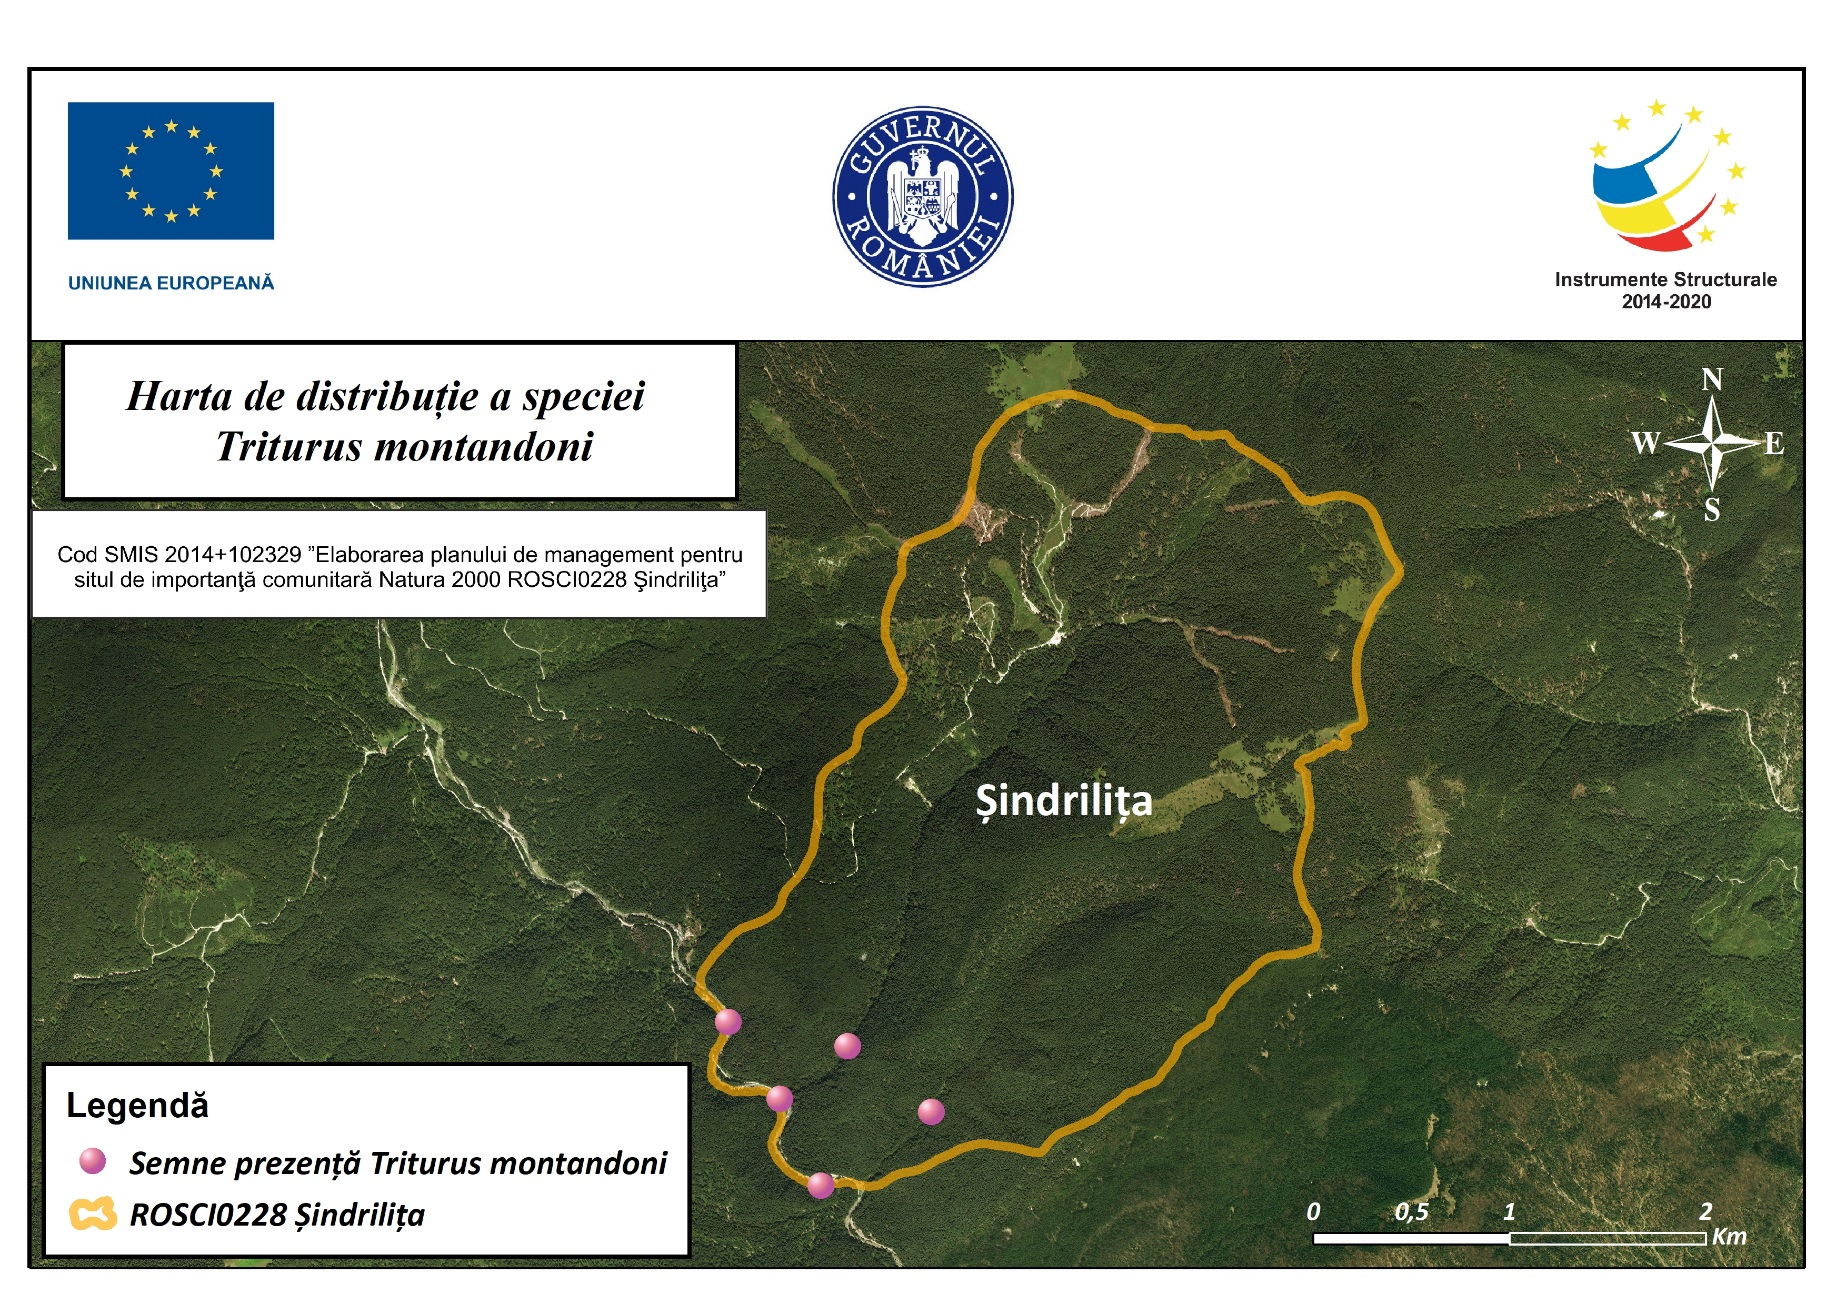 UNIUNEA EUROPEANĂ
GUVERNUL ROMÂNIEI
Instrumente Structurale
2014-2020
Harta de distribuție a speciei
Triturus montandoni
Cod SMIS 2014+102329 ”Elaborarea planului de management pentru
situl de importanţă comunitară Natura 2000 ROSCI0228 Şindriliţa”
N
W E
S
Șindrilița
Legendă
Semne prezență Triturus montandoni
ROSCI0228 Șindrilița
0 0,5 1 2
Km